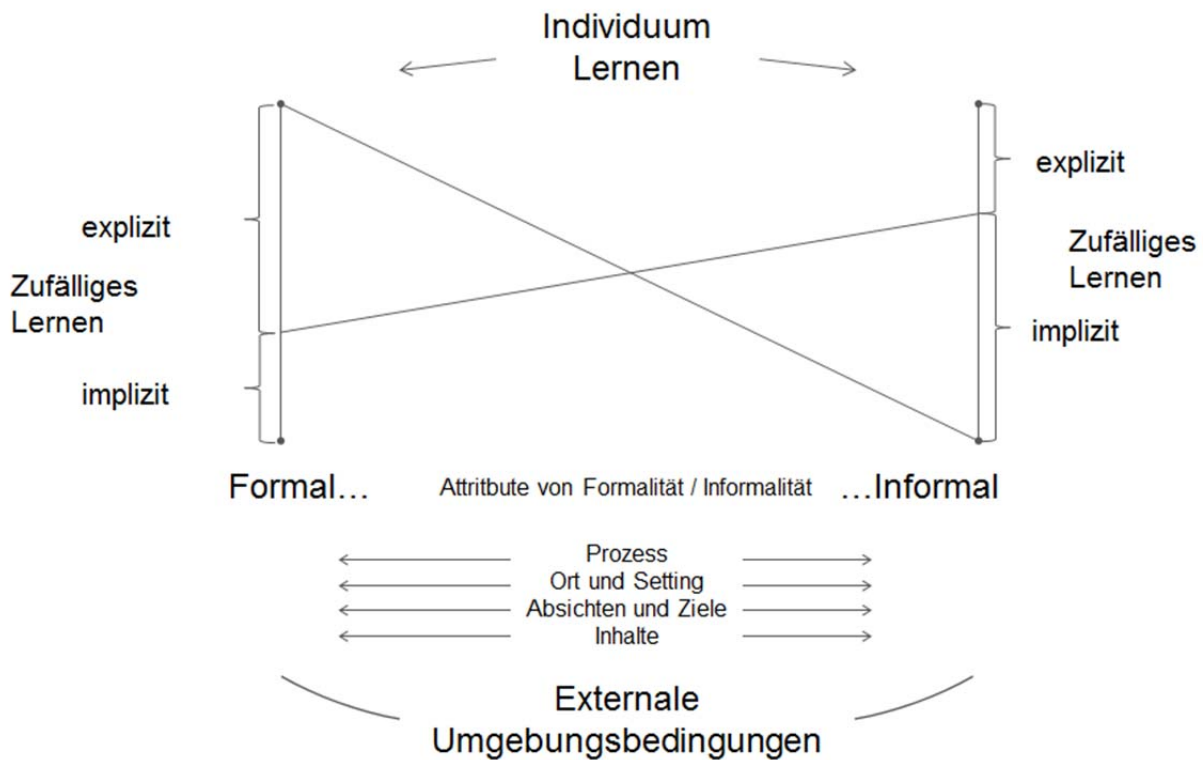 Individuum
Lernen
explizit
explizit
Zufälliges
Lernen
Zufälliges
Lernen
implizit
implizit
Formal…
Attritbute von Formalität / Informalität
…Informal
Prozess
Ort und Setting
Absichten und Ziele
Inhalte
Externale
Umgebungsbedingungen